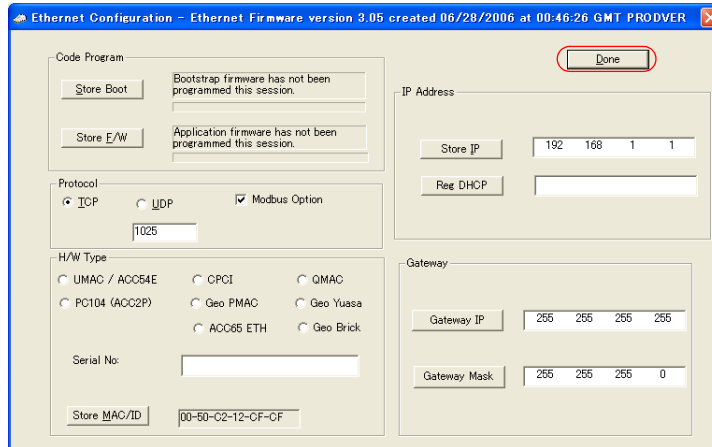 Ethernet Configuration - Ethernet Firmware version 3.05 created 06/28/2006 at 00:46:26 GMT PRODVER
Code Program
Store Boot
Bootstrap firmware has not been
programmed this session.
Store F/W
Application firmware has not been
programmed this session.
Done
IP Address
Store IP
192 168 1 1
Reg DHCP
Protocol
TCP
UDP
Modbus Option
1025
H/W Type
UMAC / ACC54E
CPCI
QMAC
PC104 (ACC2P)
Geo PMAC
Geo Yuasa
ACC65 ETH
Geo Brick
Serial No:
Store MAC/ID
00-50-C2-12-CF-CF
Gateway
Gateway IP
255 255 255 255
Gateway Mask
255 255 255 0